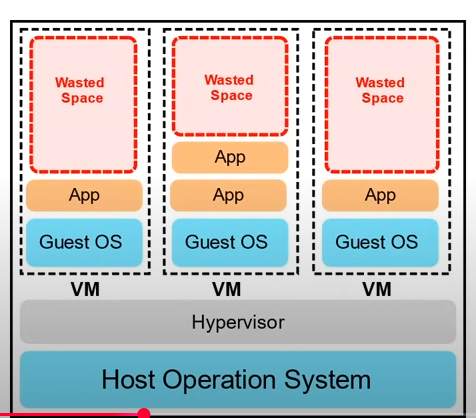 Wasted
Space
Wasted
Space
Wasted
Space
App
App
App
App
Guest OS
Guest OS
Guest OS
VM
VM
VM
Hypervisor
Host Operation System